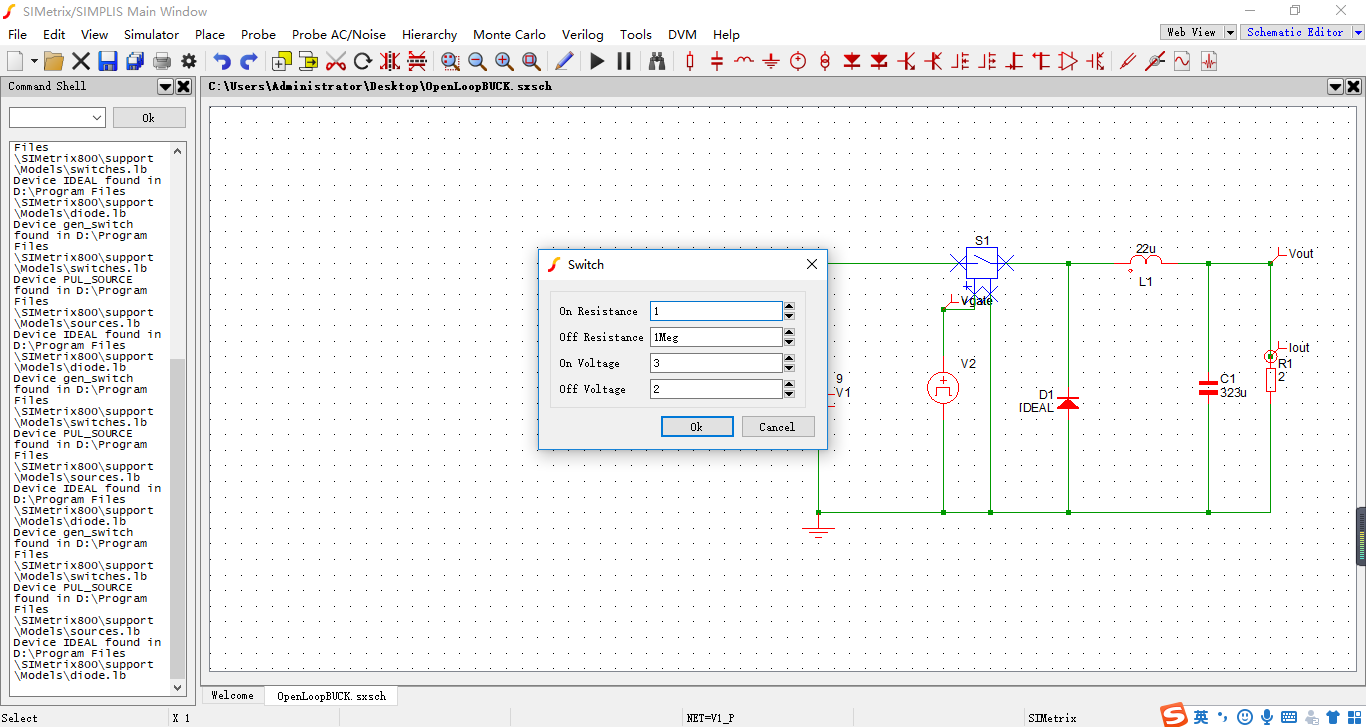 SIMetrix/SIMPLIS Main Window
File Edit View Simulator Place Probe Probe AC/Noise Hierarchy Monte Carlo Verilog Tools DVM Help
Web View Schematic Editor
Command Shell
C:\Users\Administrator\Desktop\OpenLoopBUCK.sxsch
Ok
Files
\SIMetrix800\support
\Models\switches.lb
Device IDEAL found in
D:\Program Files
\SIMetrix800\support
\Models\diode.lb
Device gen_switch
found in D:\Program
Files
\SIMetrix800\support
\Models\switches.lb
Device PUL_SOURCE
found in D:\Program
Files
\SIMetrix800\support
\Models\sources.lb
Device IDEAL found in
D:\Program Files
\SIMetrix800\support
\Models\diode.lb
Device gen_switch
found in D:\Program
Files
\SIMetrix800\support
\Models\switches.lb
Device PUL_SOURCE
found in D:\Program
Files
\SIMetrix800\support
\Models\sources.lb
Device IDEAL found in
D:\Program Files
\SIMetrix800\support
\Models\diode.lb
Device gen_switch
found in D:\Program
Files
\SIMetrix800\support
\Models\switches.lb
Device PUL_SOURCE
found in D:\Program
Files
\SIMetrix800\support
\Models\sources.lb
Device IDEAL found in
D:\Program Files
\SIMetrix800\support
\Models\diode.lb
Switch
On Resistance 1
Off Resistance 1Meg
On Voltage 3
Off Voltage 2
Ok Cancel
S1
Vgate
22u
L1
Vout
Iout
R1
2
V2
9
V1
D1
IDEAL
C1
323u
Welcome OpenLoopBUCK.sxsch
Select X 1 NET=V1_P SIMetrix
S 英